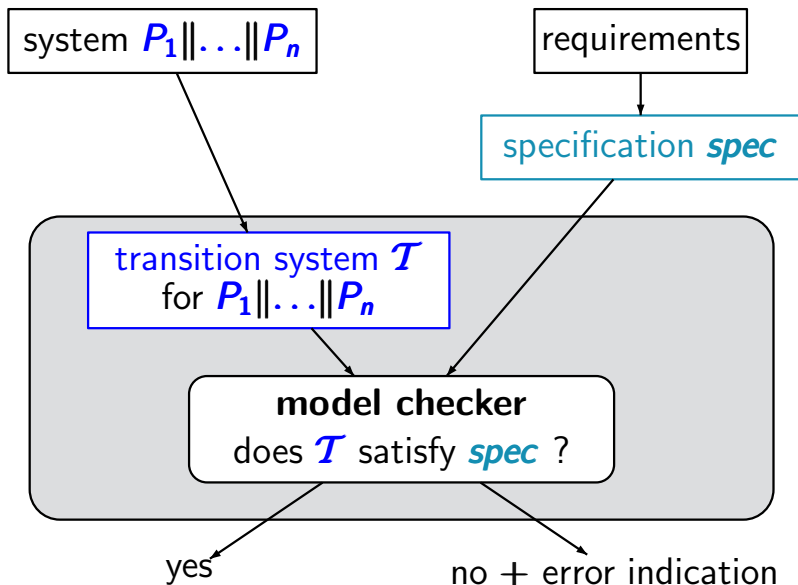 system P₁‖...‖Pₙ
requirements
specification spec
transition system 𝒯
for P₁‖...‖Pₙ
model checker
does 𝒯 satisfy spec ?
yes
no + error indication